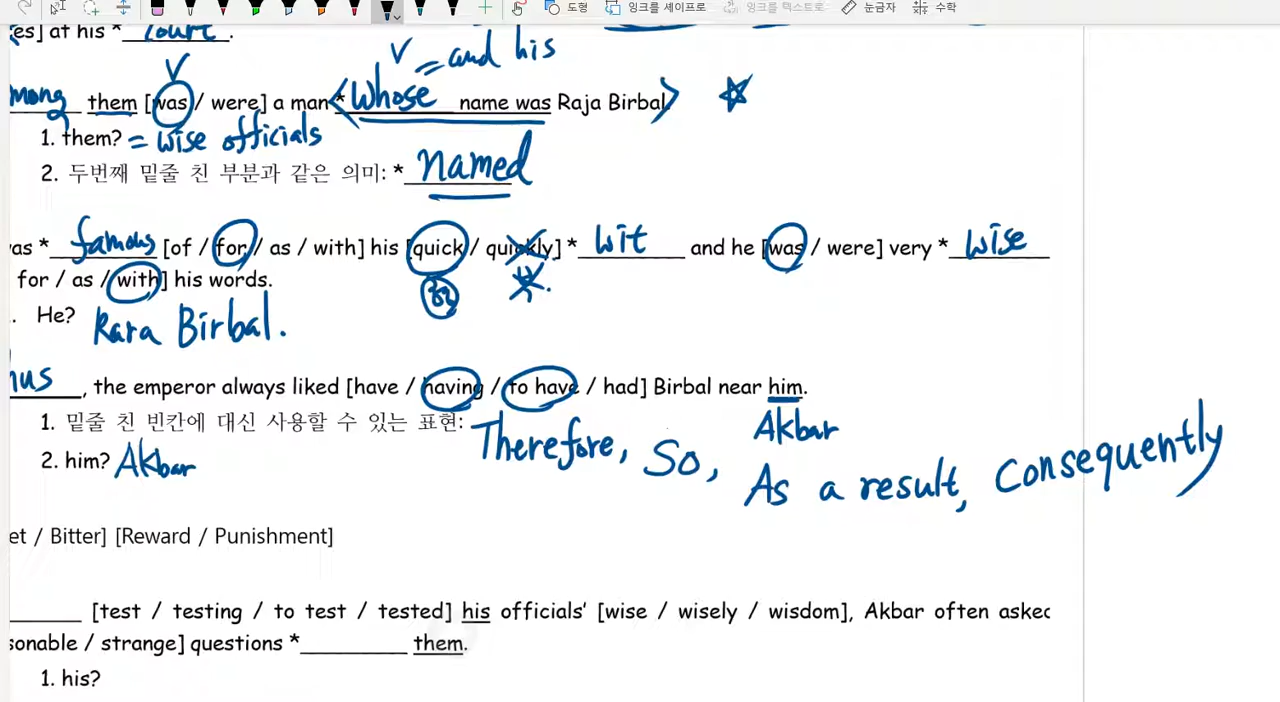 도형 잉크를 셰이프로 잉크를 텍스트로 눈금자 수학
es] at his * court.
V = and his
V
mong them [was / were] a man * <Whose name was Raja Birbal> ☆
1. them? = wise officials
2. 두번째 밑줄 친 부분과 같은 의미: * named
as * famous [of / for / as / with] his [quick / quickly] * wit and he [was / were] very * wise
for / as / with] his words.
. He? Rara Birbal.
hus, the emperor always liked [have / having / to have / had] Birbal near him.
1. 밑줄 친 빈칸에 대신 사용할 수 있는 표현: Therefore, So, As a result, Consequently
Akbar
2. him? Akbar
et / Bitter] [Reward / Punishment]
[test / testing / to test / tested] his officials' [wise / wisely / wisdom], Akbar often asked
sonable / strange] questions *_________ them.
1. his?